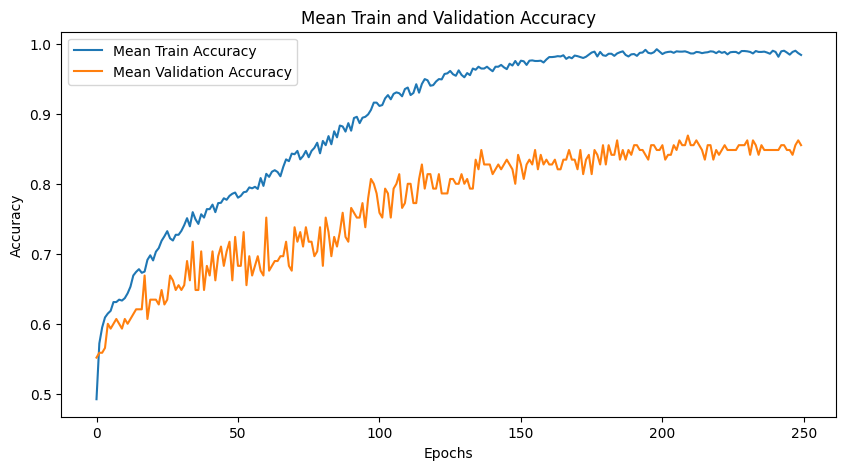 Mean Train and Validation Accuracy
Mean Train Accuracy
Mean Validation Accuracy
Accuracy
1.0
0.9
0.8
0.7
0.6
0.5
0
50
100
150
200
250
Epochs